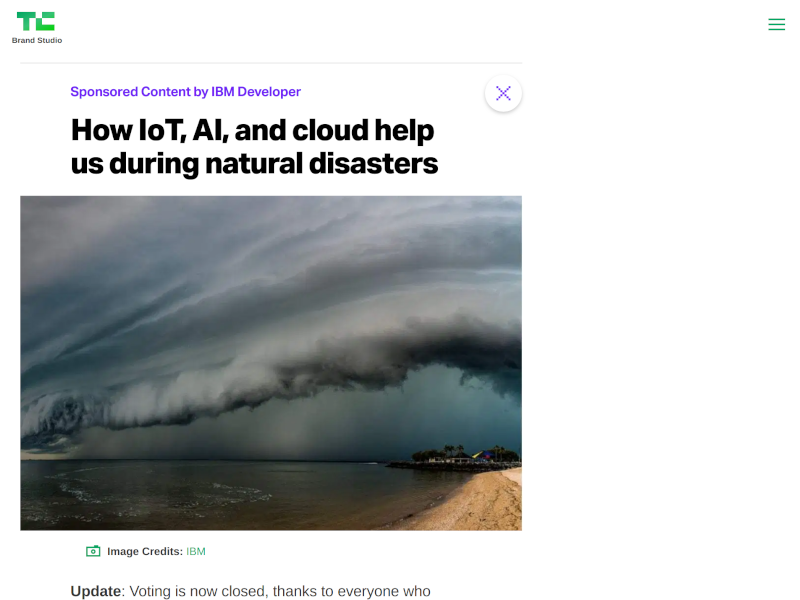 TC
Brand Studio
Sponsored Content by IBM Developer
How IoT, AI, and cloud help
us during natural disasters
Image Credits: IBM
Update: Voting is now closed, thanks to everyone who